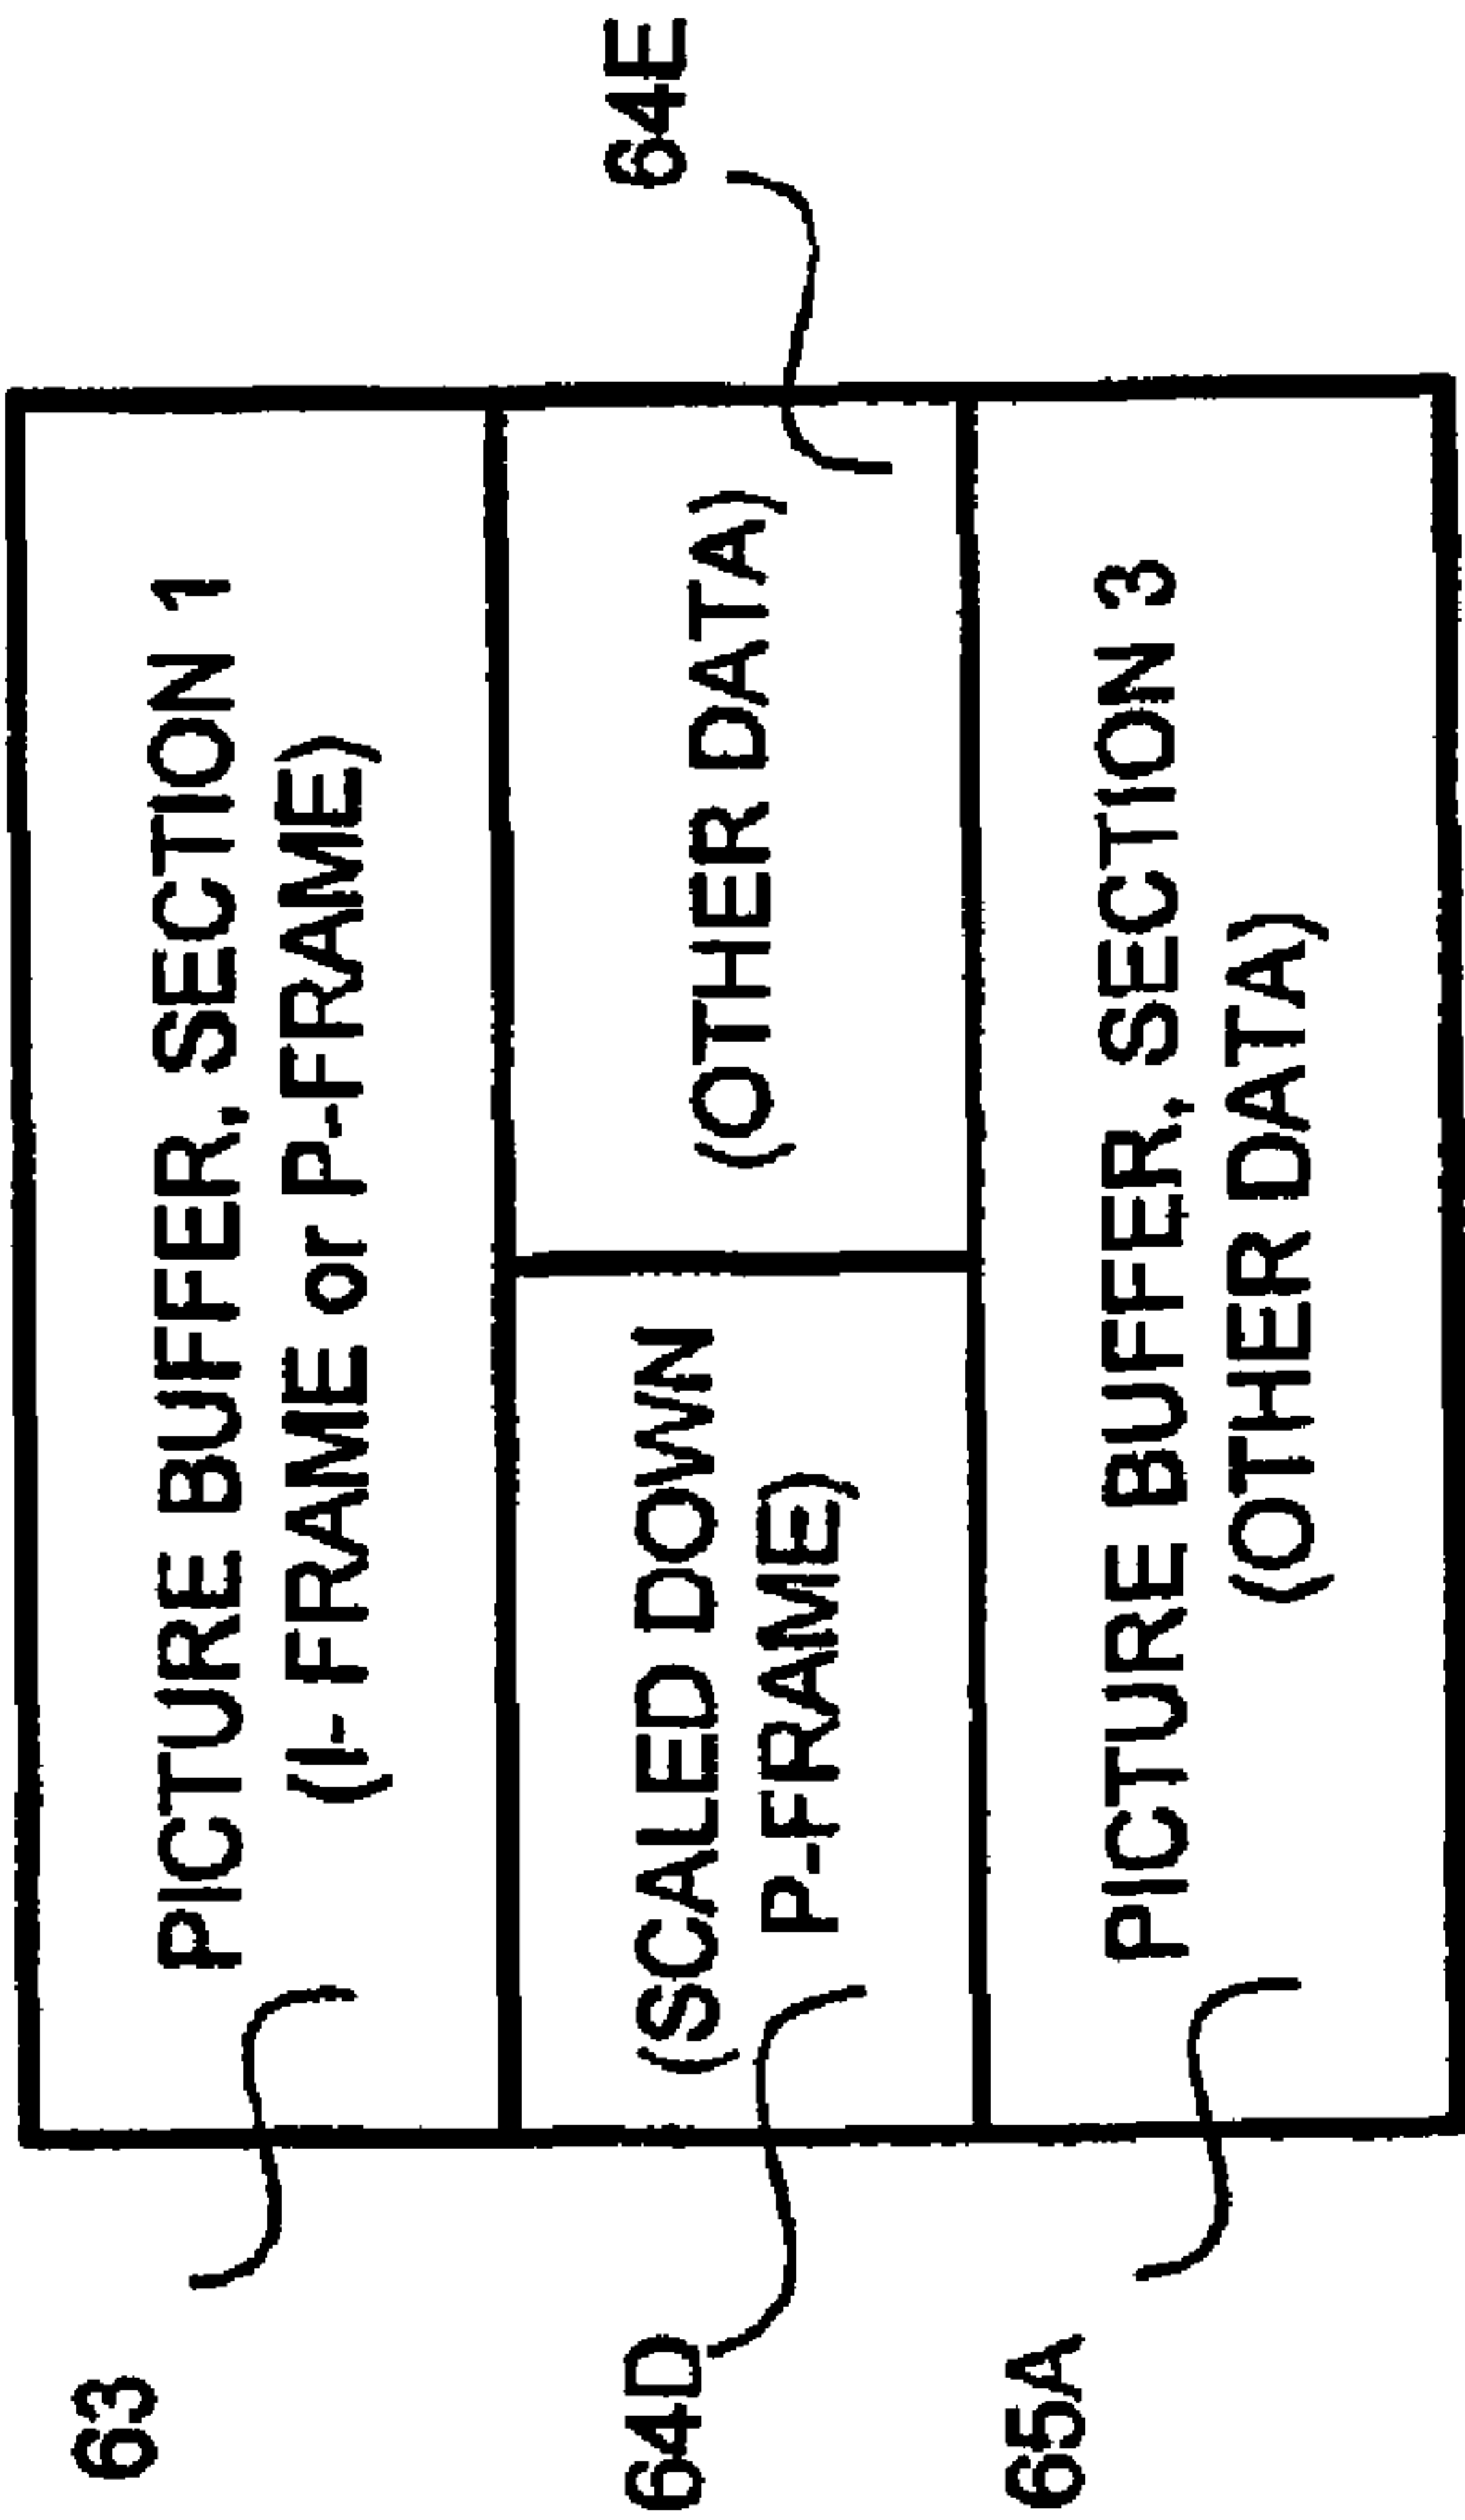 63
PICTURE BUFFER, SECTION 1
(I- FRAME or P-FRAME)
64D
(SCALED DOWN
P-FRAME)
(OTHER DATA)
64E
65A
PICTURE BUFFER, SECTION 3
(OTHER DATA)